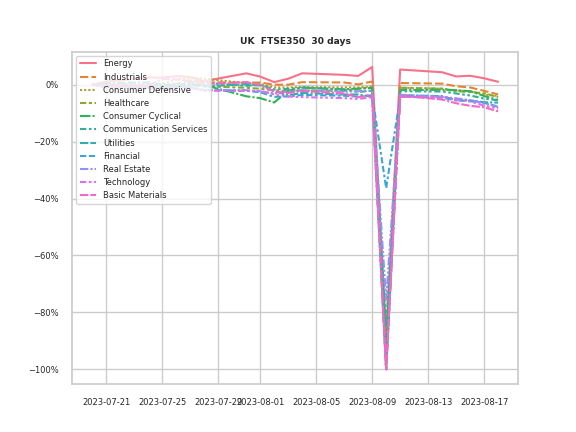 UK FTSE350 30 days
Energy
Industrials
Consumer Defensive
Healthcare
Consumer Cyclical
Communication Services
Utilities
Financial
Real Estate
Technology
Basic Materials
0%
−20%
−40%
−60%
−80%
−100%
2023-07-21 2023-07-25 2023-07-29 2023-08-01 2023-08-05 2023-08-09 2023-08-13 2023-08-17